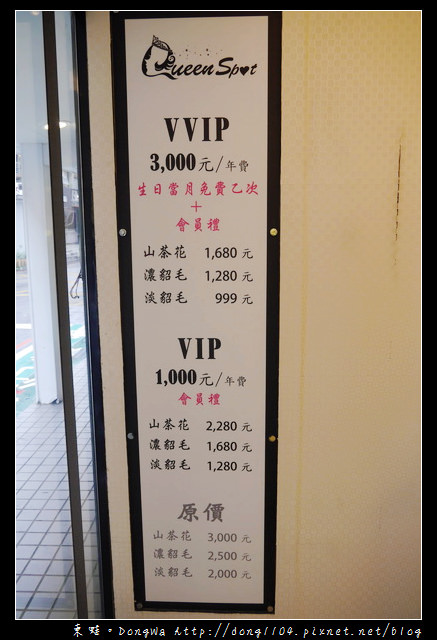 Queen Spot
VVIP
3,000元/年費
生日當月免費乙次
+
會員禮
山茶花 1,680 元
濃貂毛 1,280 元
淡貂毛 999 元
VIP
1,000元/年費
會員禮
山茶花 2,280 元
濃貂毛 1,680 元
淡貂毛 1,280 元
原價
山茶花 3,000 元
濃貂毛 2,500 元
淡貂毛 2,000 元
東蛙。DongWa http://dong1104.pixnet.net/blog